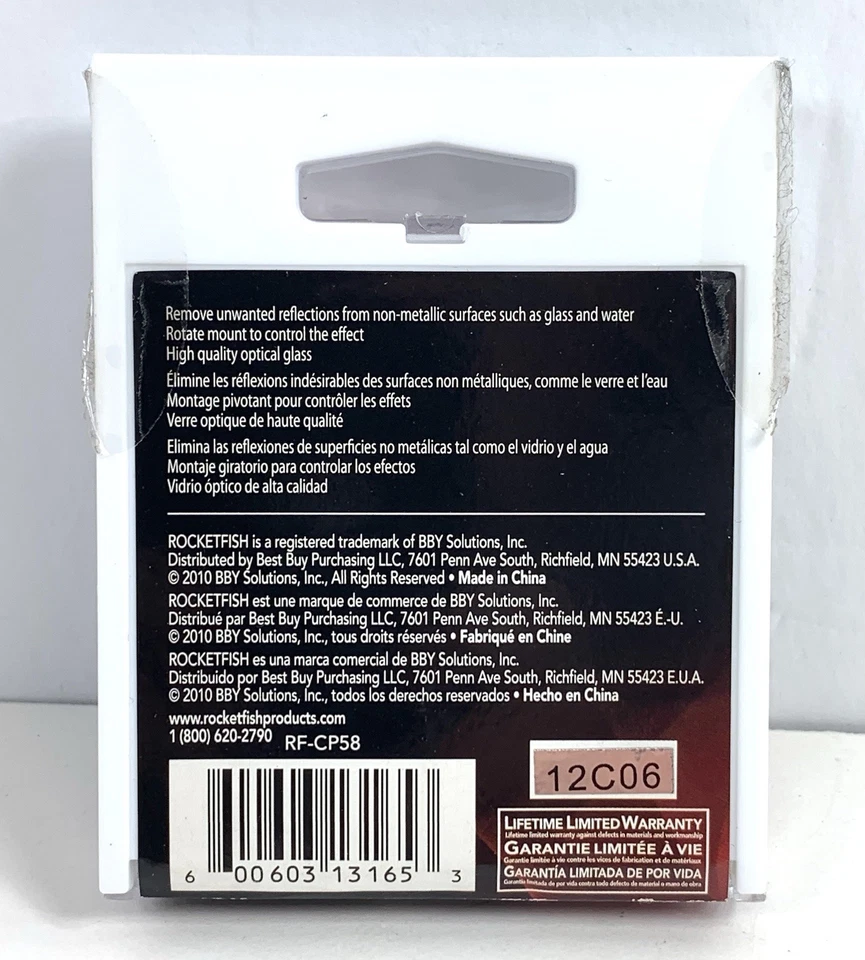 Remove unwanted reflections from non-metallic surfaces such as glass and water
Rotate mount to control the effect
High quality optical glass
Élimine les réflexions indésirables des surfaces non métalliques, comme le verre et l'eau
Montage pivotant pour contrôler les effets
Verre optique de haute qualité
Elimina las reflexiones de superficies no metálicas tal como el vidrio y el agua
Montaje giratorio para controlar los efectos
Vidrio óptico de alta calidad
ROCKETFISH is a registered trademark of BBY Solutions, Inc.
Distributed by Best Buy Purchasing LLC, 7601 Penn Ave South, Richfield, MN 55423 U.S.A.
© 2010 BBY Solutions, Inc., All Rights Reserved • Made in China
ROCKETFISH est une marque de commerce de BBY Solutions, Inc.
Distribué par Best Buy Purchasing LLC, 7601 Penn Ave South, Richfield, MN 55423 É.-U.
© 2010 BBY Solutions, Inc., tous droits réservés • Fabriqué en Chine
ROCKETFISH es una marca comercial de BBY Solutions, Inc.
Distribuido por Best Buy Purchasing LLC, 7601 Penn Ave South, Richfield, MN 55423 E.U.A.
© 2010 BBY Solutions, Inc., todos los derechos reservados • Hecho en China
www.rocketfishproducts.com
1 (800) 620-2790 RF-CP58
6 00603 13165 3
12C06
LIFETIME LIMITED WARRANTY
Lifetime limited warranty against defects in materials and workmanship
GARANTIE LIMITÉE À VIE
Garantie limitée à vie contre les vices de fabrication et de matériaux
GARANTÍA LIMITADA DE POR VIDA
Garantía limitada de por vida contra todo defecto de material o mano de obra